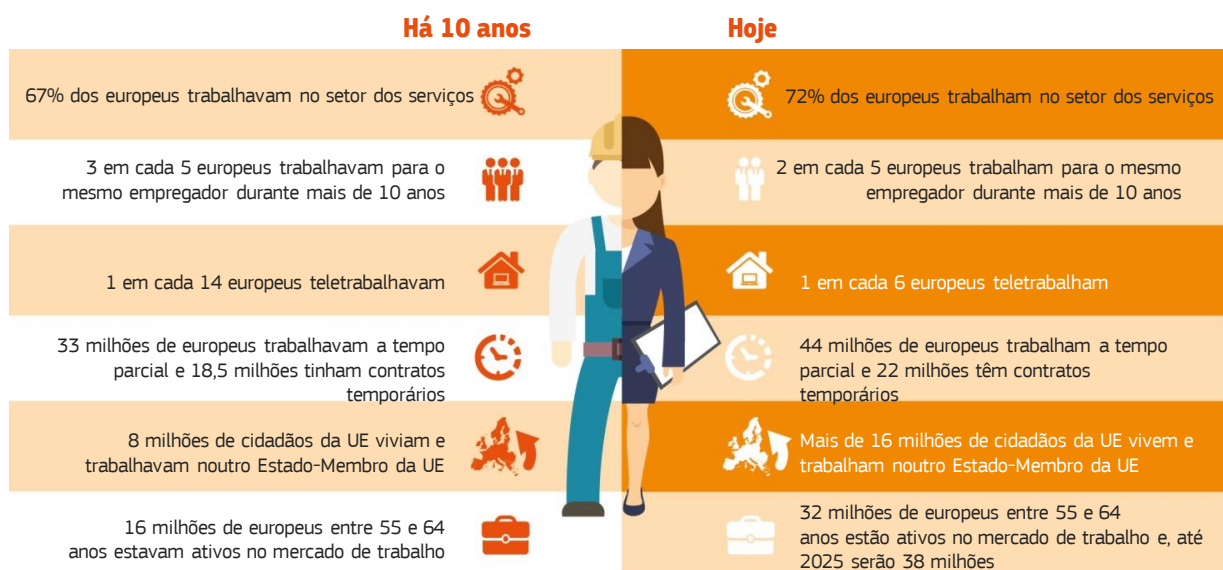 Há 10 anos
Hoje
67% dos europeus trabalhavam no setor dos serviços
72% dos europeus trabalham no setor dos serviços
3 em cada 5 europeus trabalhavam para o
mesmo empregador durante mais de 10 anos
2 em cada 5 europeus trabalham para o mesmo
empregador durante mais de 10 anos
1 em cada 14 europeus teletrabalhavam
1 em cada 6 europeus teletrabalham
33 milhões de europeus trabalhavam a tempo
parcial e 18,5 milhões tinham contratos
temporários
44 milhões de europeus trabalham a tempo
parcial e 22 milhões têm contratos
temporários
8 milhões de cidadãos da UE viviam e
trabalhavam noutro Estado-Membro da UE
Mais de 16 milhões de cidadãos da UE vivem e
trabalham noutro Estado-Membro da UE
16 milhões de europeus entre 55 e 64
anos estavam ativos no mercado de trabalho
32 milhões de europeus entre 55 e 64
anos estão ativos no mercado de trabalho e, até
2025 serão 38 milhões